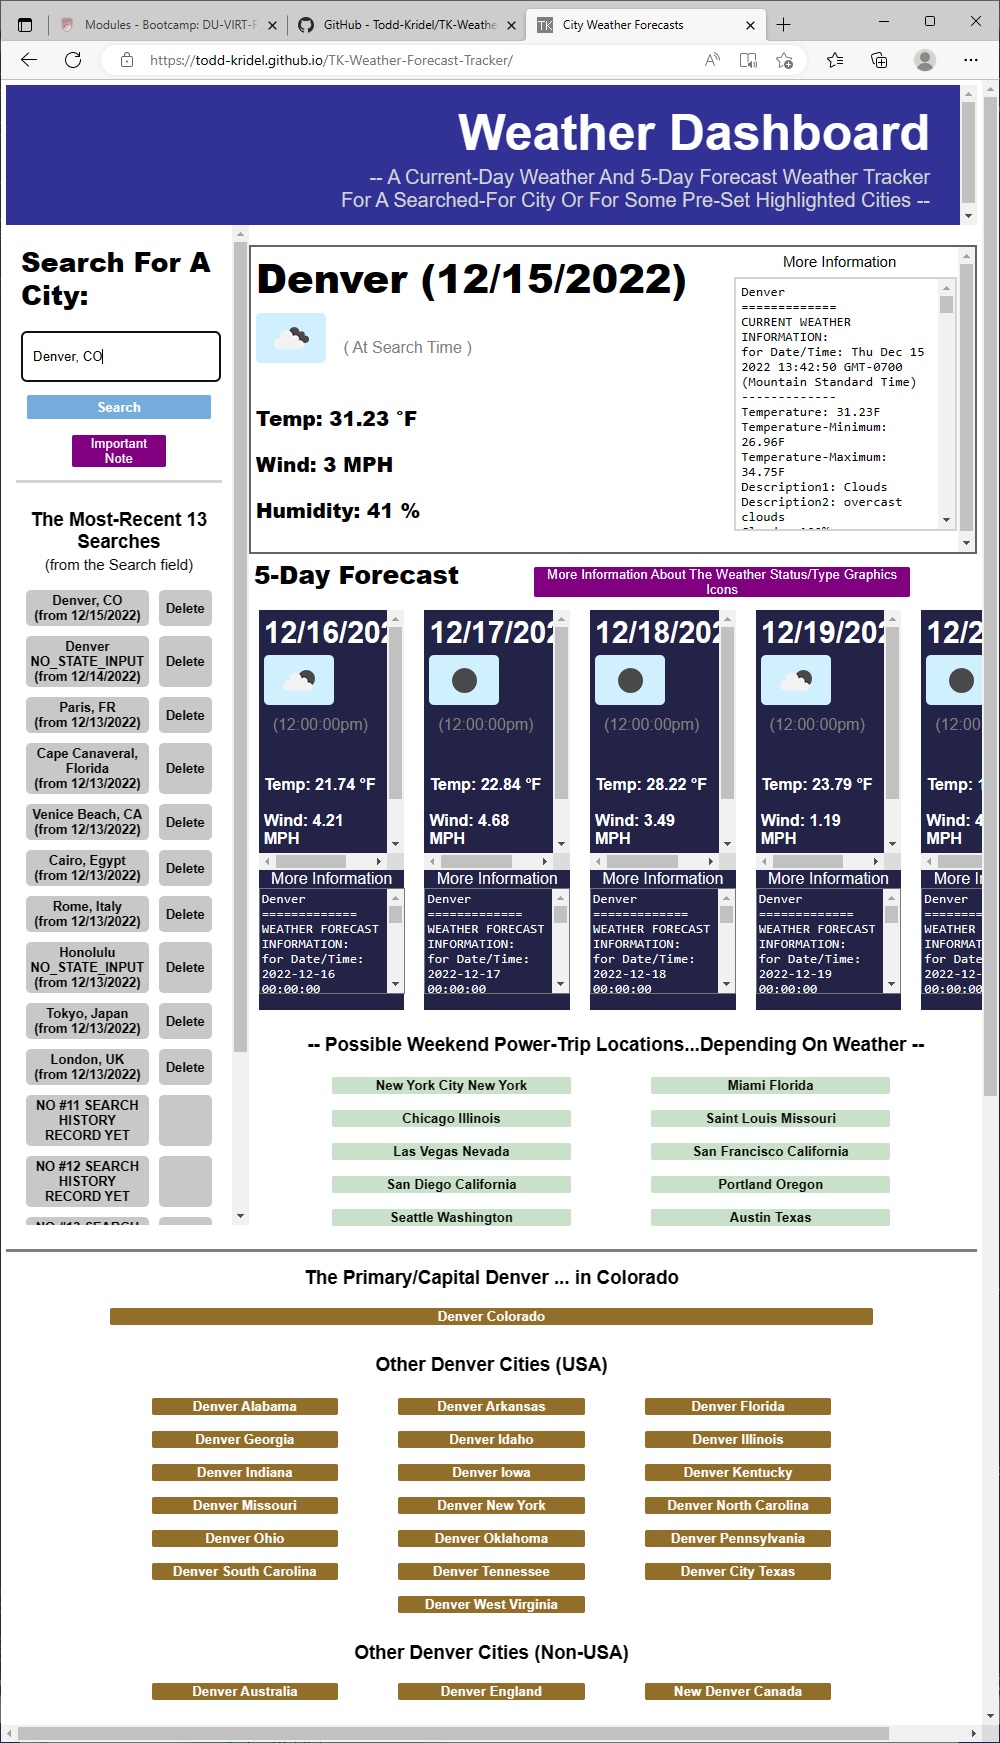 Modules - Bootcamp: DU-VIRT-F
GitHub - Todd-Kridel/TK-Weathe
TK
City Weather Forecasts
https://todd-kridel.github.io/TK-Weather-Forecast-Tracker/
Weather Dashboard
-- A Current-Day Weather And 5-Day Forecast Weather Tracker
For A Searched-For City Or For Some Pre-Set Highlighted Cities --
Search For A
City:
Denver, CO
Search
Important
Note
The Most-Recent 13
Searches
(from the Search field)
Denver, CO
(from 12/15/2022)
Delete
Denver
NO_STATE_INPUT
(from 12/14/2022)
Delete
Paris, FR
(from 12/13/2022)
Delete
Cape Canaveral,
Florida
(from 12/13/2022)
Delete
Venice Beach, CA
(from 12/13/2022)
Delete
Cairo, Egypt
(from 12/13/2022)
Delete
Rome, Italy
(from 12/13/2022)
Delete
Honolulu
NO_STATE_INPUT
(from 12/13/2022)
Delete
Tokyo, Japan
(from 12/13/2022)
Delete
London, UK
(from 12/13/2022)
Delete
NO #11 SEARCH
HISTORY
RECORD YET
NO #12 SEARCH
HISTORY
RECORD YET
Denver (12/15/2022)
( At Search Time )
Temp: 31.23 °F
Wind: 3 MPH
Humidity: 41 %
More Information
Denver
=============
CURRENT WEATHER
INFORMATION:
for Date/Time: Thu Dec 15
2022 13:42:50 GMT-0700
(Mountain Standard Time)
-------------
Temperature: 31.23F
Temperature-Minimum:
26.96F
Temperature-Maximum:
34.75F
Description1: Clouds
Description2: overcast
clouds
5-Day Forecast
More Information About The Weather Status/Type Graphics
Icons
12/16/202
(12:00:00pm)
Temp: 21.74 °F
Wind: 4.21
MPH
More Information
Denver
=============
WEATHER FORECAST
INFORMATION:
for Date/Time:
2022-12-16
00:00:00
12/17/202
(12:00:00pm)
Temp: 22.84 °F
Wind: 4.68
MPH
More Information
Denver
=============
WEATHER FORECAST
INFORMATION:
for Date/Time:
2022-12-17
00:00:00
12/18/202
(12:00:00pm)
Temp: 28.22 °F
Wind: 3.49
MPH
More Information
Denver
=============
WEATHER FORECAST
INFORMATION:
for Date/Time:
2022-12-18
00:00:00
12/19/202
(12:00:00pm)
Temp: 23.79 °F
Wind: 1.19
MPH
More Information
Denver
=============
WEATHER FORECAST
INFORMATION:
for Date/Time:
2022-12-19
00:00:00
12/2
(12:00
Temp: 1
Wind: 4
MPH
More
Denver
========
WEATHER
INFORMAT
for Date
2022-12-
00:00:00
-- Possible Weekend Power-Trip Locations...Depending On Weather --
New York City New York
Miami Florida
Chicago Illinois
Saint Louis Missouri
Las Vegas Nevada
San Francisco California
San Diego California
Portland Oregon
Seattle Washington
Austin Texas
The Primary/Capital Denver ... in Colorado
Denver Colorado
Other Denver Cities (USA)
Denver Alabama
Denver Arkansas
Denver Florida
Denver Georgia
Denver Idaho
Denver Illinois
Denver Indiana
Denver Iowa
Denver Kentucky
Denver Missouri
Denver New York
Denver North Carolina
Denver Ohio
Denver Oklahoma
Denver Pennsylvania
Denver South Carolina
Denver Tennessee
Denver City Texas
Denver West Virginia
Other Denver Cities (Non-USA)
Denver Australia
Denver England
New Denver Canada